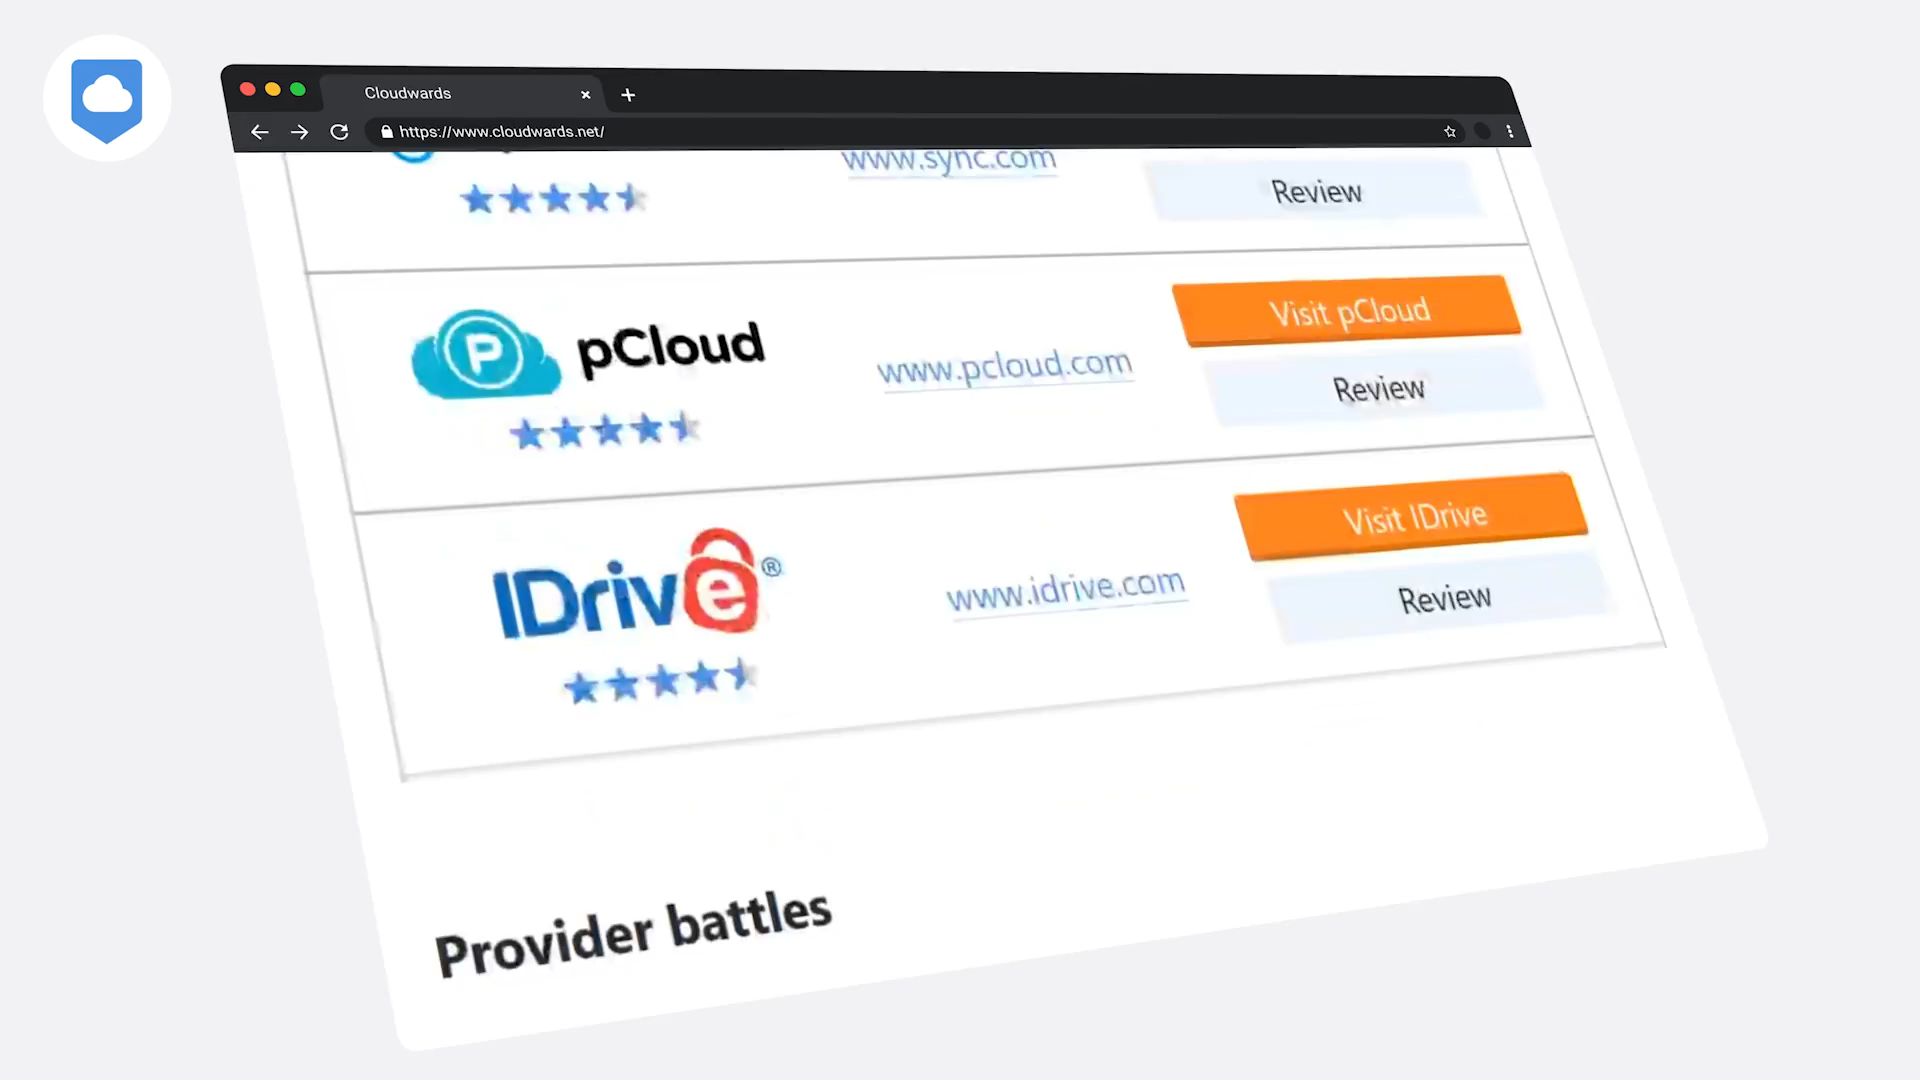 Cloudwards
https://www.cloudwards.net/
www.sync.com
Review
pCloud
www.pcloud.com
Visit pCloud
Review
IDrive®
www.idrive.com
Visit IDrive
Review
Provider battles